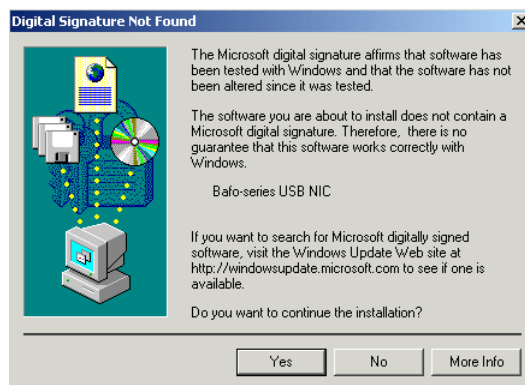 Digital Signature Not Found
The Microsoft digital signature affirms that software has
been tested with Windows and that the software has not
been altered since it was tested.
The software you are about to install does not contain a
Microsoft digital signature. Therefore, there is no
guarantee that this software works correctly with
Windows.
Bafo-series USB NIC
If you want to search for Microsoft digitally signed
software, visit the Windows Update Web site at
http://windowsupdate.microsoft.com to see if one is
available.
Do you want to continue the installation?
Yes
No
More Info